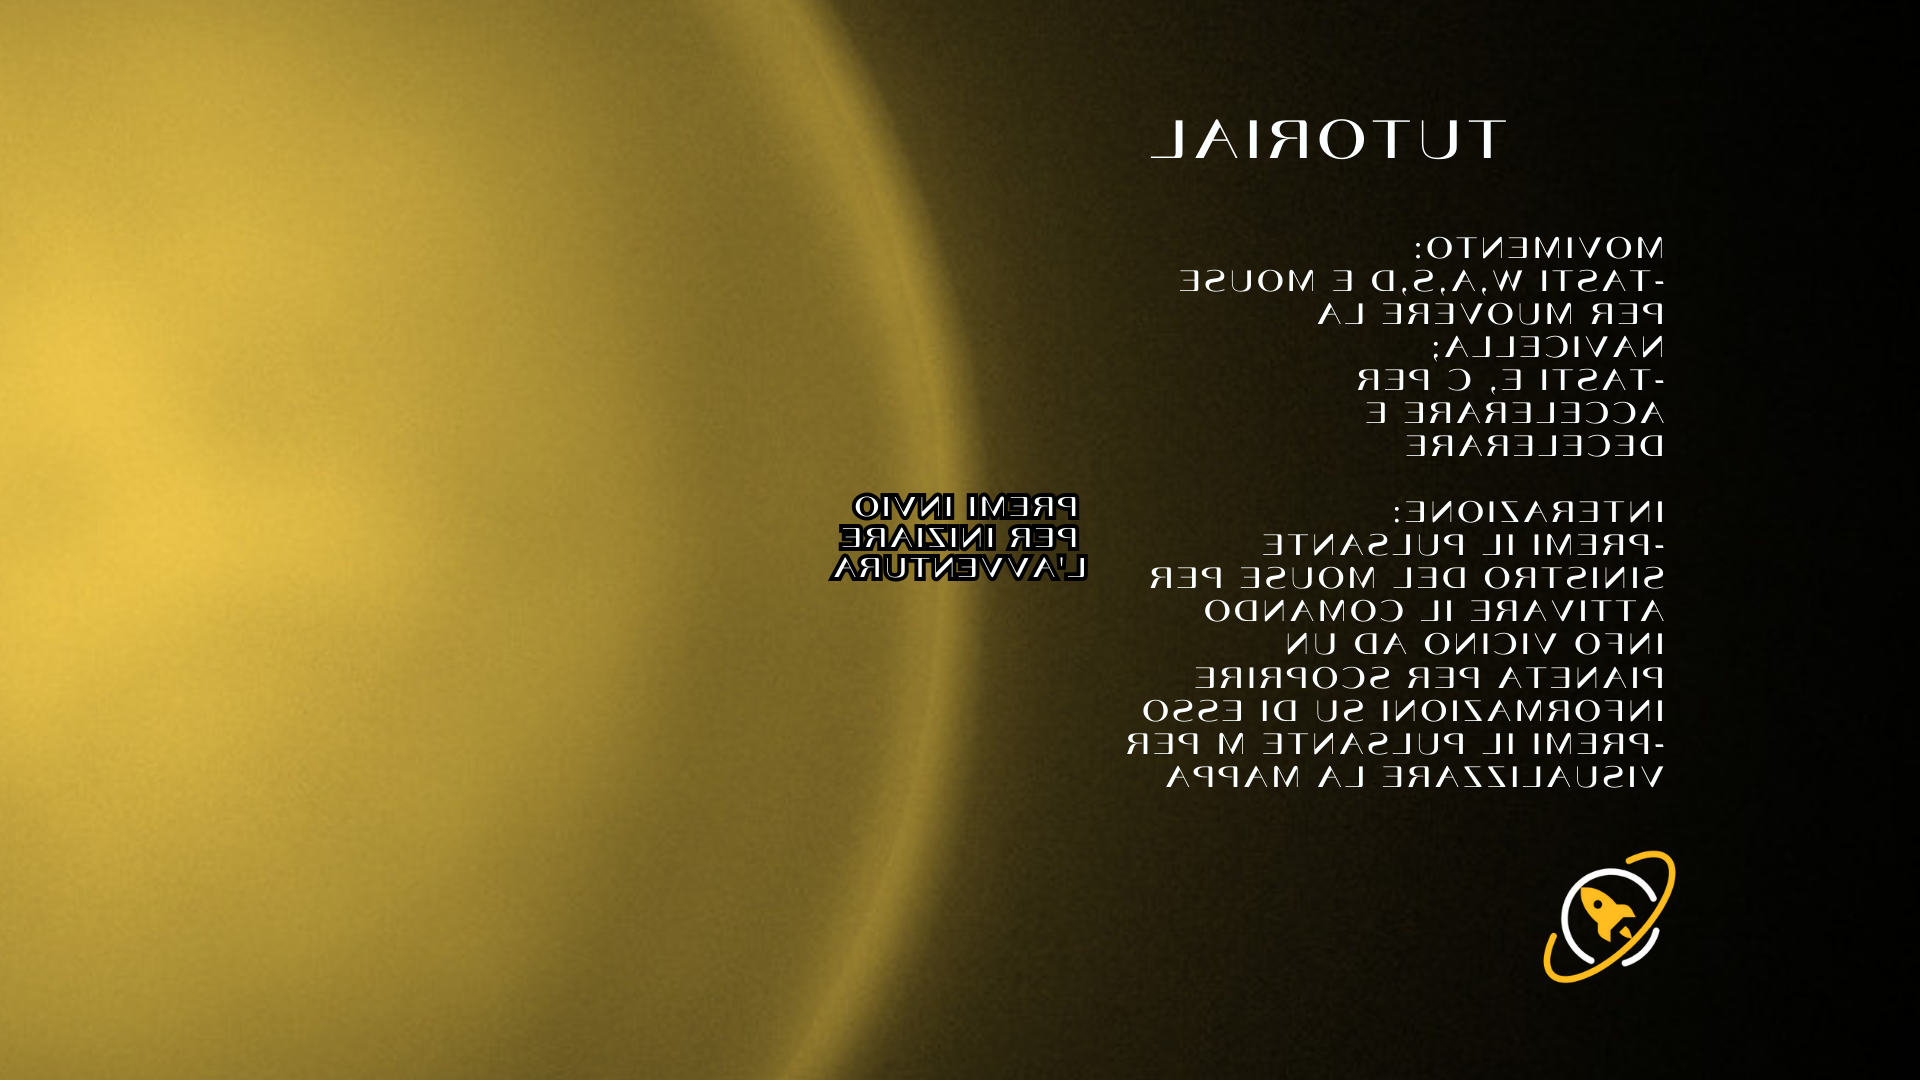 TUTORIAL
MOVIMENTO:
-TASTI W,A,S,D E MOUSE
PER MUOVERE LA
NAVICELLA;
-TASTI E, C PER
ACCELERARE E
DECELERARE
INTERAZIONE:
-PREMI IL PULSANTE
SINISTRO DEL MOUSE PER
ATTIVARE IL COMANDO
INFO VICINO AD UN
PIANETA PER SCOPRIRE
INFORMAZIONI SU DI ESSO
-PREMI IL PULSANTE M PER
VISUALIZZARE LA MAPPA
PREMI INVIO
PER INIZIARE
L'AVVENTURA